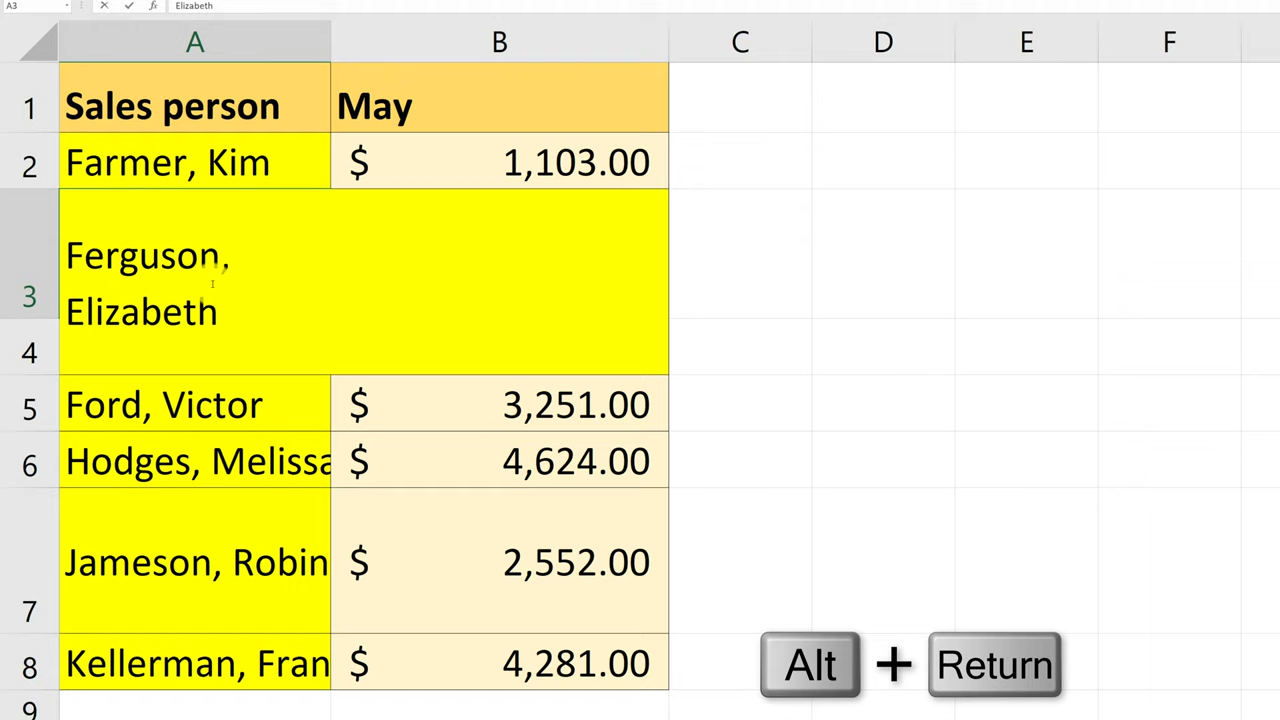 A3 fx Elizabeth
A B C D E F
1 Sales person May
2 Farmer, Kim $ 1,103.00
Ferguson,
3 Elizabeth
4
5 Ford, Victor $ 3,251.00
6 Hodges, Melissa $ 4,624.00
7 Jameson, Robin $ 2,552.00
8 Kellerman, Fran $ 4,281.00
9
Alt + Return